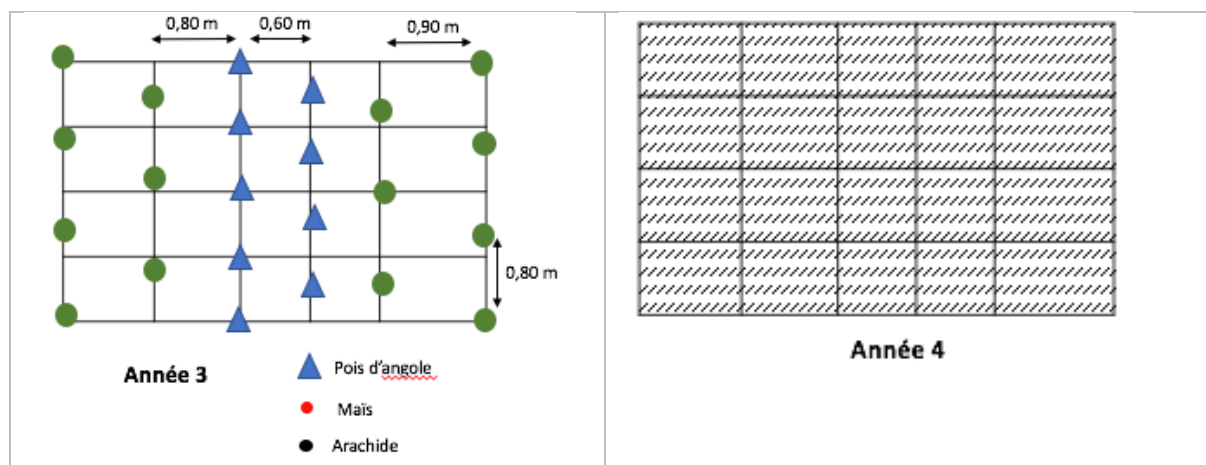 0,80 m
0,60 m
0,90 m
0,80 m
Année 3
Pois d'angole
Maïs
Arachide
Année 4